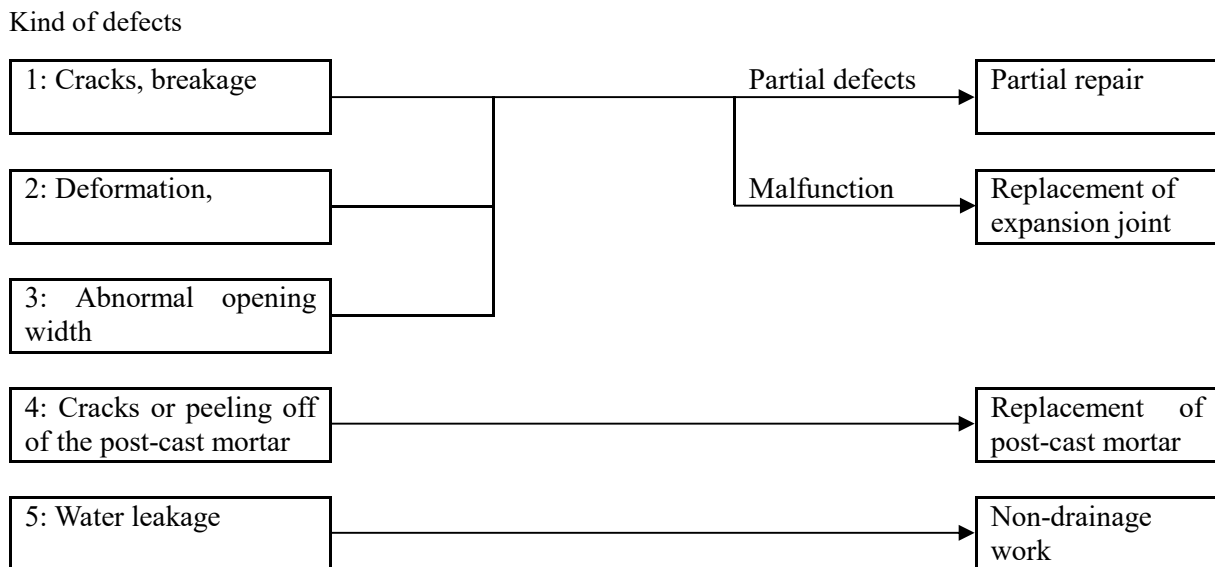 Kind of defects
1: Cracks, breakage
Partial defects
Partial repair
2: Deformation,
Malfunction
Replacement of
expansion joint
3: Abnormal opening
width
4: Cracks or peeling off
of the post-cast mortar
Replacement of
post-cast mortar
5: Water leakage
Non-drainage
work